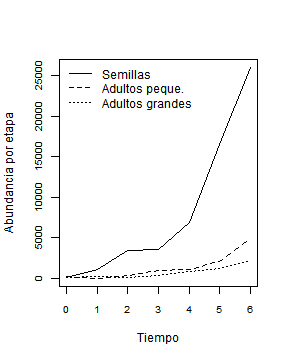 Semillas
Adultos peque.
Adultos grandes
Abundancia por etapa
25000
20000
15000
10000
5000
0
0 1 2 3 4 5 6
Tiempo